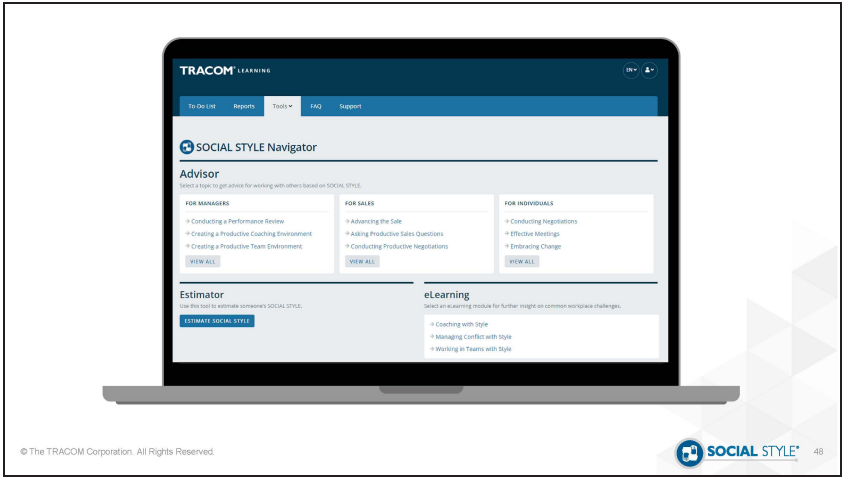 TRACOM® LEARNING
EN
To-Do List Reports Tools FAQ Support
SOCIAL STYLE Navigator
Advisor
Select a topic to get advice for working with others based on SOCIAL STYLE.
FOR MANAGERS
→ Conducting a Performance Review
→ Creating a Productive Coaching Environment
→ Creating a Productive Team Environment
VIEW ALL
FOR SALES
→ Advancing the Sale
→ Asking Productive Sales Questions
→ Conducting Productive Negotiations
VIEW ALL
FOR INDIVIDUALS
→ Conducting Negotiations
→ Effective Meetings
→ Embracing Change
VIEW ALL
Estimator
Use this tool to estimate someone's SOCIAL STYLE.
ESTIMATE SOCIAL STYLE
eLearning
Select an eLearning module for further insight on common workplace challenges.
→ Coaching with Style
→ Managing Conflict with Style
→ Working in Teams with Style
© The TRACOM Corporation. All Rights Reserved.
SOCIAL STYLE®
48